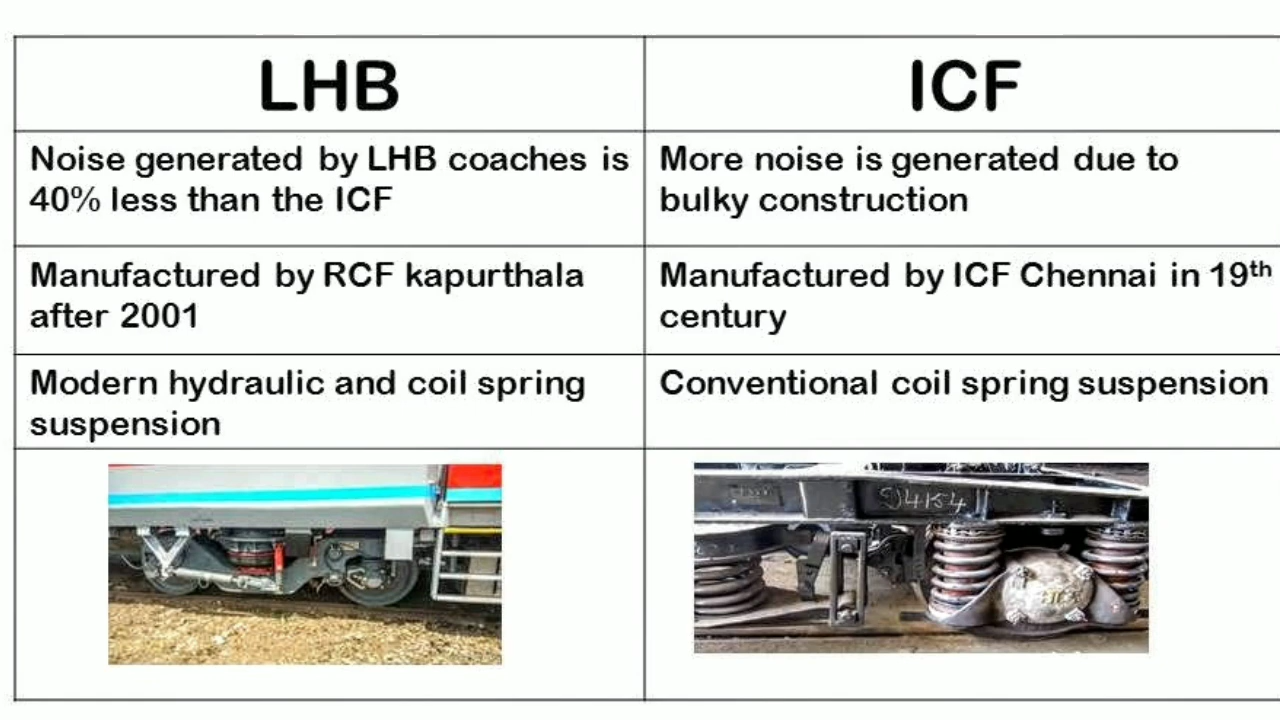 LHB
ICF
Noise generated by LHB coaches is
40% less than the ICF
More noise is generated due to
bulky construction
Manufactured by RCF kapurthala
after 2001
Manufactured by ICF Chennai in 19th
century
Modern hydraulic and coil spring
suspension
Conventional coil spring suspension